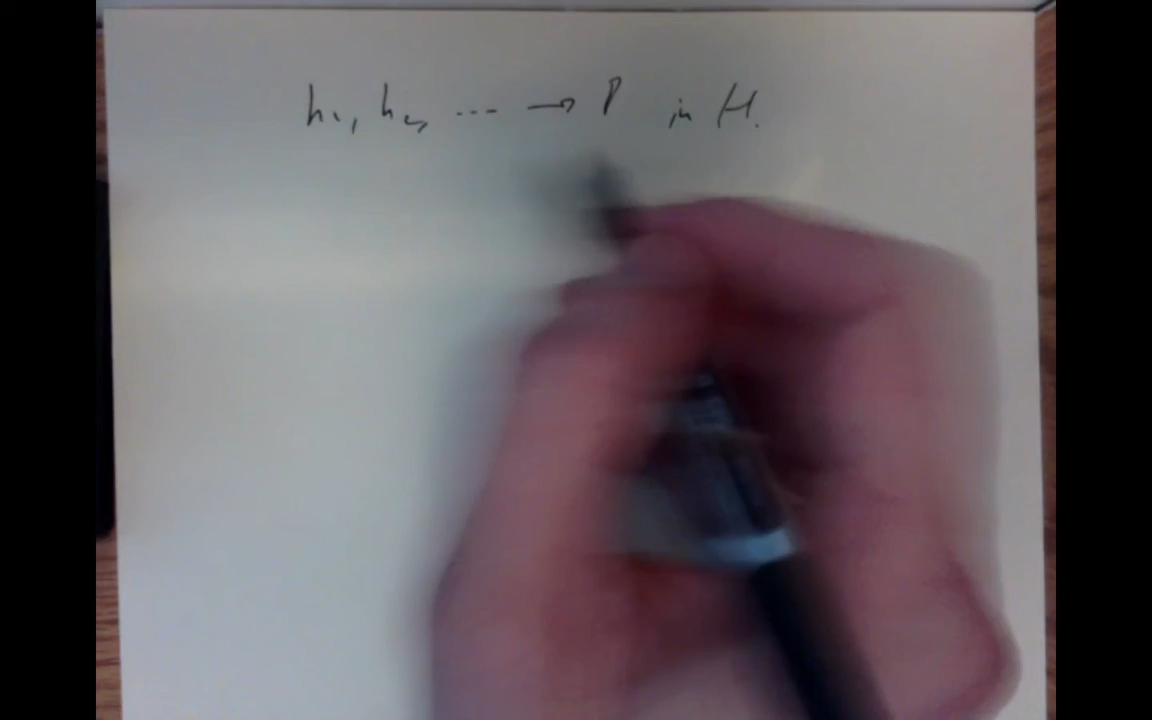 h₁, h₂, ... → P in H.